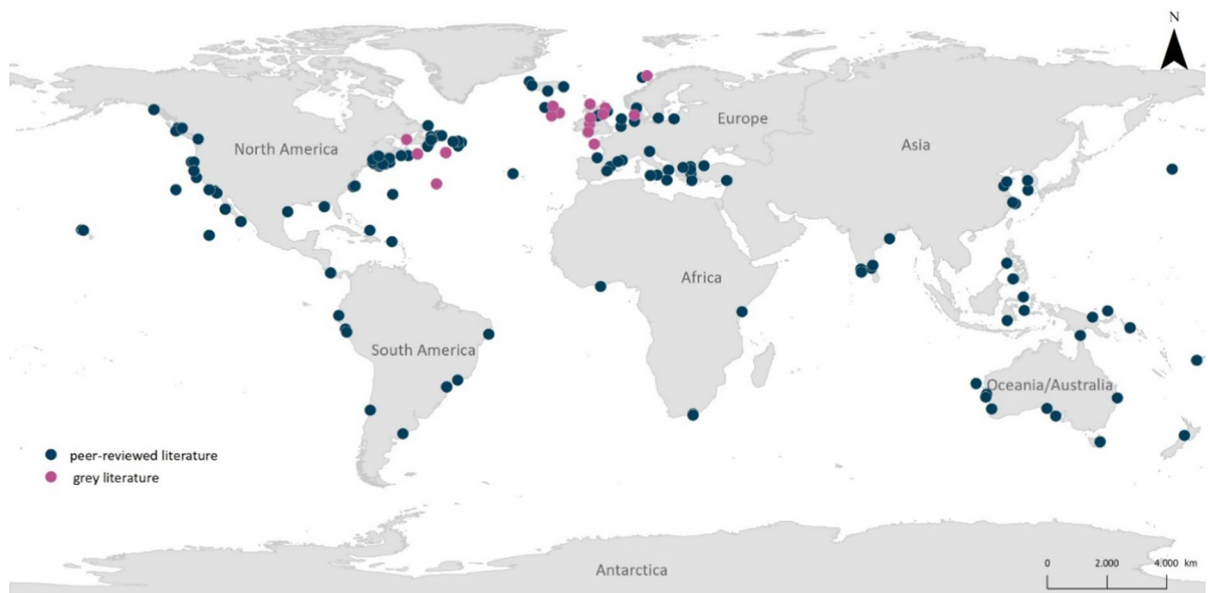 N
Europe
North America
Asia
Africa
South America
Oceania/Australia
peer-reviewed literature
grey literature
Antarctica
0 2.000 4.000 km